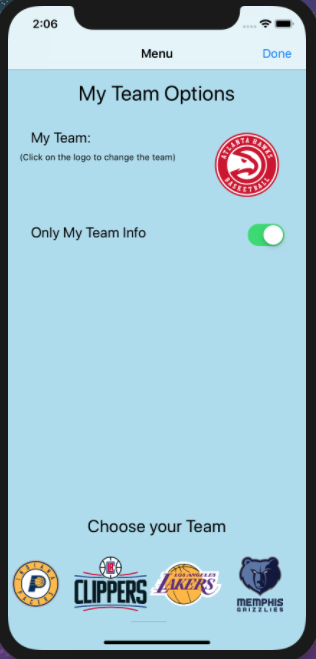 2:06
Menu
Done
My Team Options
My Team:
(Click on the logo to change the team)
ATLANTA HAWKS
BASKETBALL
Only My Team Info
Choose your Team
INDIANA
PACERS
CLIPPERS
LOS ANGELES
LAKERS
MEMPHIS
GRIZZLIES